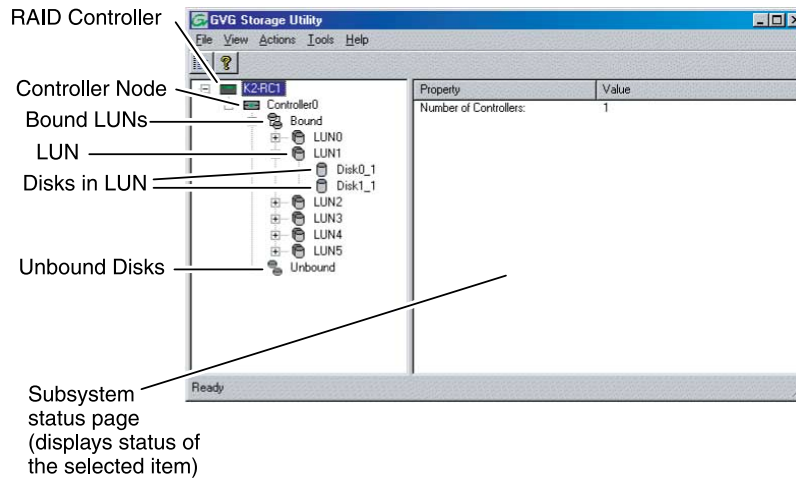 RAID Controller
Controller Node
Bound LUNs
LUN
Disks in LUN
Unbound Disks
Subsystem
status page
(displays status of
the selected item)
GVG Storage Utility
File View Actions Tools Help
K2-RC1
Controller0
Bound
LUN0
LUN1
Disk0_1
Disk1_1
LUN2
LUN3
LUN4
LUN5
Unbound
Property Value
Number of Controllers: 1
Ready